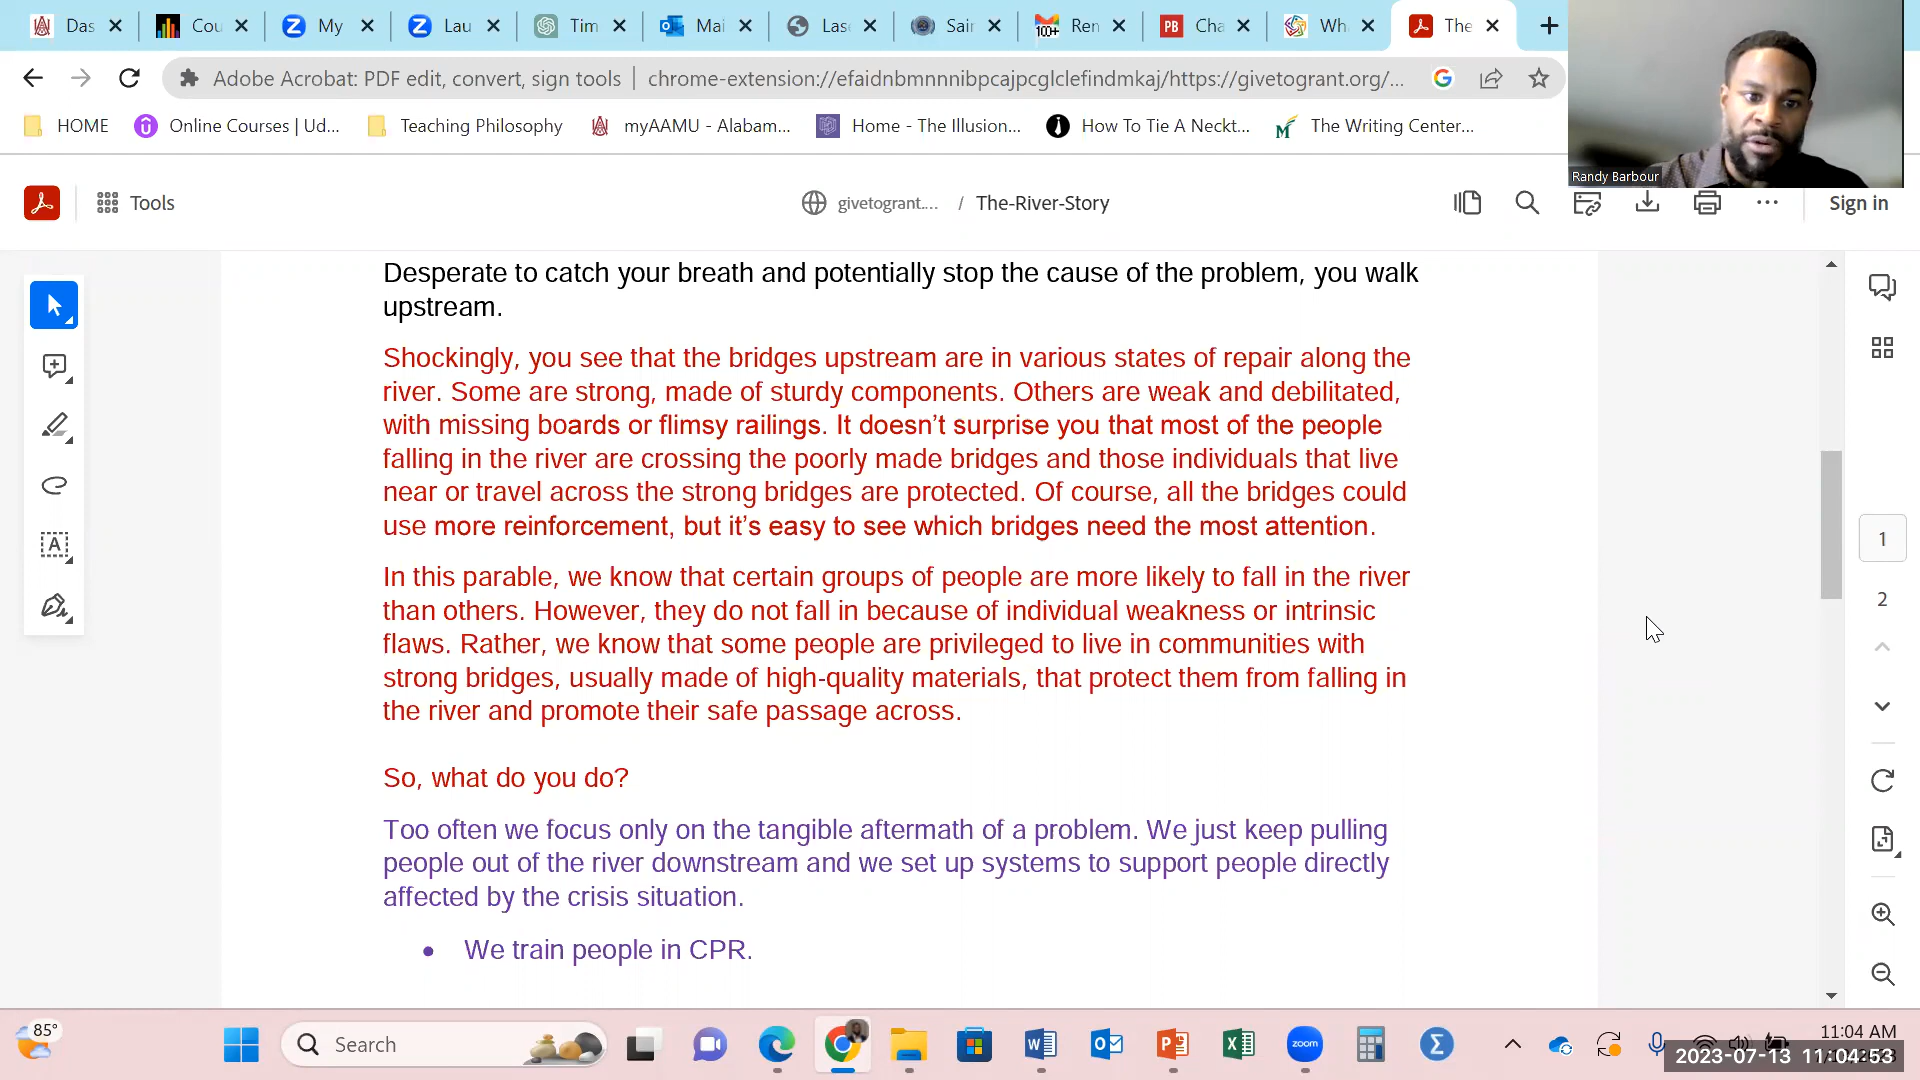 Das
Cou
My
Lau
Tim
Mai
Las
Sair
100+
Ren
PB
Cha
Wh
The
Adobe Acrobat: PDF edit, convert, sign tools
chrome-extension://efaidnbmnnnibpcajpcglclefindmkaj/https://givetogrant.org/...
HOME
Online Courses | Ud...
Teaching Philosophy
myAAMU - Alabam...
Home - The Illusion...
How To Tie A Neckt...
The Writing Center...
Randy Barbour
Tools
givetogrant.... / The-River-Story
Sign in
Desperate to catch your breath and potentially stop the cause of the problem, you walk
upstream.
Shockingly, you see that the bridges upstream are in various states of repair along the
river. Some are strong, made of sturdy components. Others are weak and debilitated,
with missing boards or flimsy railings. It doesn’t surprise you that most of the people
falling in the river are crossing the poorly made bridges and those individuals that live
near or travel across the strong bridges are protected. Of course, all the bridges could
use more reinforcement, but it’s easy to see which bridges need the most attention.
In this parable, we know that certain groups of people are more likely to fall in the river
than others. However, they do not fall in because of individual weakness or intrinsic
flaws. Rather, we know that some people are privileged to live in communities with
strong bridges, usually made of high-quality materials, that protect them from falling in
the river and promote their safe passage across.
So, what do you do?
Too often we focus only on the tangible aftermath of a problem. We just keep pulling
people out of the river downstream and we set up systems to support people directly
affected by the crisis situation.
• We train people in CPR.
1
2
85°
Search
zoom
11:04 AM
2023-07-13 11:04:53